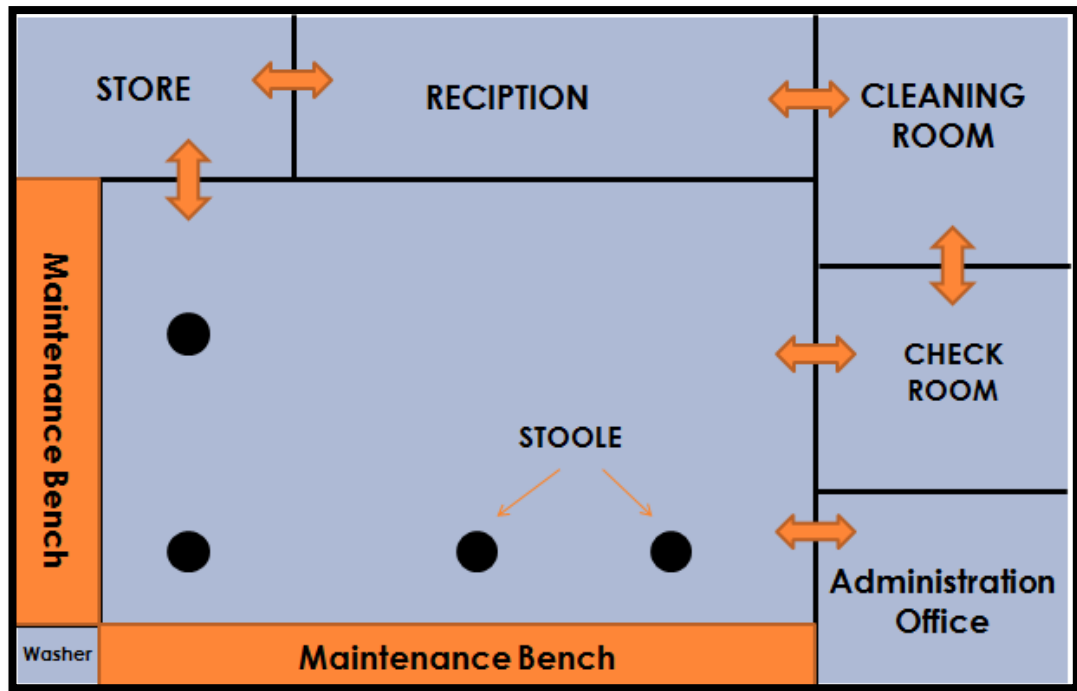 STORE
RECIPTION
CLEANING
ROOM
Maintenance Bench
CHECK
ROOM
STOOLE
Administration
Office
Washer
Maintenance Bench